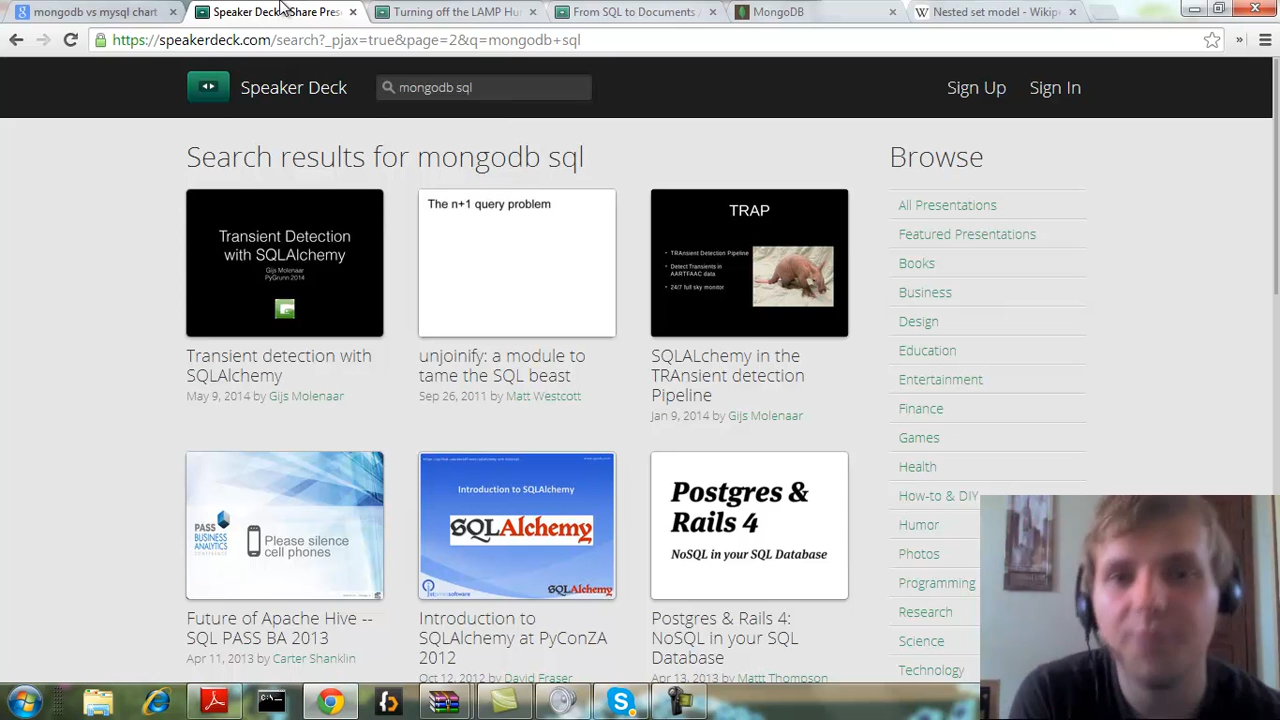 mongodb vs mysql chart
Speaker Deck - Share Pres
Turning off the LAMP Hu
From SQL to Documents
MongoDB
Nested set model - Wikip
https://speakerdeck.com/search?_pjax=true&page=2&q=mongodb+sql
Speaker Deck
mongodb sql
Sign Up
Sign In
Search results for mongodb sql
Browse
Transient Detection
with SQLAlchemy
Gijs Molenaar
PyGrunn 2014
The n+1 query problem
TRAP
• TRAnsient Detection Pipeline
• Detect Transients in
AARTFAAC data
• 24/7 full sky monitor
Transient detection with
SQLAlchemy
May 9, 2014 by Gijs Molenaar
unjoinify: a module to
tame the SQL beast
Sep 26, 2011 by Matt Westcott
SQLALchemy in the
TRAnsient detection
Pipeline
Jan 9, 2014 by Gijs Molenaar
All Presentations
Featured Presentations
Books
Business
Design
Education
Entertainment
Finance
Games
Health
How-to & DIY
Humor
Photos
Programming
Research
Science
Technology
PASS
BUSINESS
ANALYTICS
Please silence
cell phones
Introduction to SQLAlchemy
SQLAlchemy
SQLAlchemy
Postgres &
Rails 4
NoSQL in your SQL Database
Future of Apache Hive --
SQL PASS BA 2013
Apr 11, 2013 by Carter Shanklin
Introduction to
SQLAlchemy at PyConZA
2012
Oct 12, 2012 by David Fraser
Postgres & Rails 4:
NoSQL in your SQL
Database
Apr 13, 2013 by Mattt Thompson